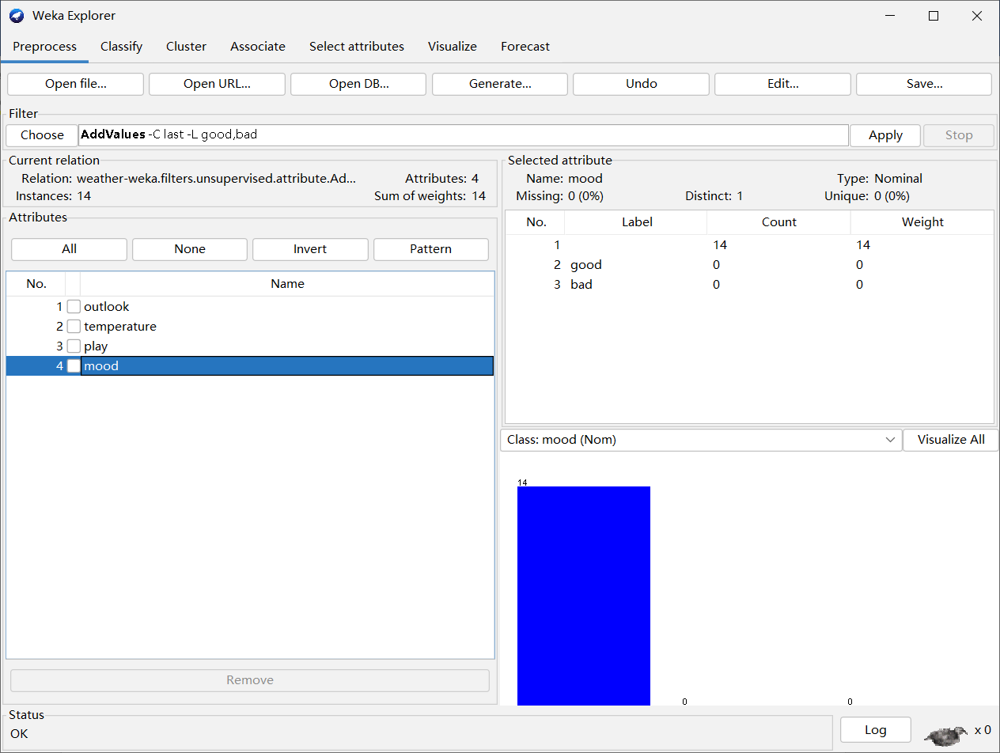 Weka Explorer
Preprocess Classify Cluster Associate Select attributes Visualize Forecast
Open file... Open URL... Open DB... Generate... Undo Edit... Save...
Filter
Choose AddValues -C last -L good,bad Apply Stop
Current relation
Relation: weather-weka.filters.unsupervised.attribute.Ad... Attributes: 4
Instances: 14 Sum of weights: 14
Attributes
All None Invert Pattern
No. Name
1 outlook
2 temperature
3 play
4 mood
Remove
Selected attribute
Name: mood Type: Nominal
Missing: 0 (0%) Distinct: 1 Unique: 0 (0%)
No. Label Count Weight
1 14 14
2 good 0 0
3 bad 0 0
Class: mood (Nom) Visualize All
14
0 0
Status
OK
Log x 0